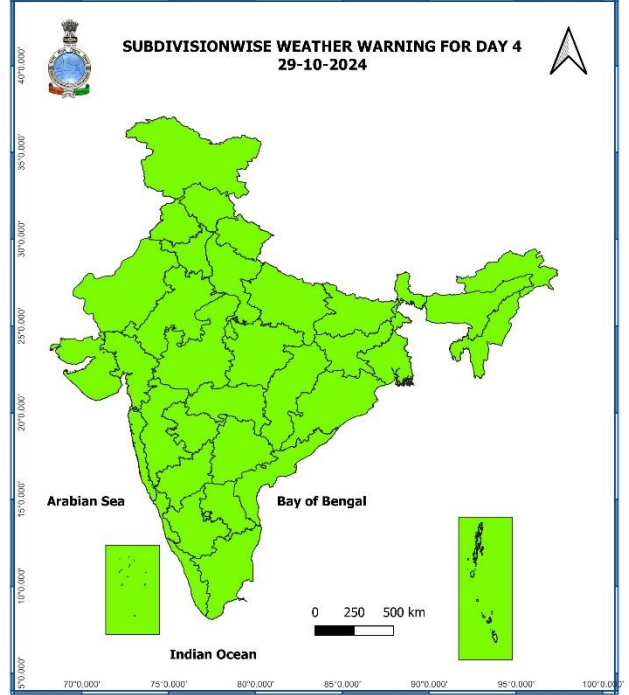 SUBDIVISIONWISE WEATHER WARNING FOR DAY 4
29-10-2024
40°0.000'
35°0.000'
30°0.000'
25°0.000'
20°0.000'
15°0.000'
10°0.000'
5°0.000'
Arabian Sea
Bay of Bengal
0 250 500 km
Indian Ocean
70°0.000' 75°0.000' 80°0.000' 85°0.000' 90°0.000' 95°0.000' 100°0.000'